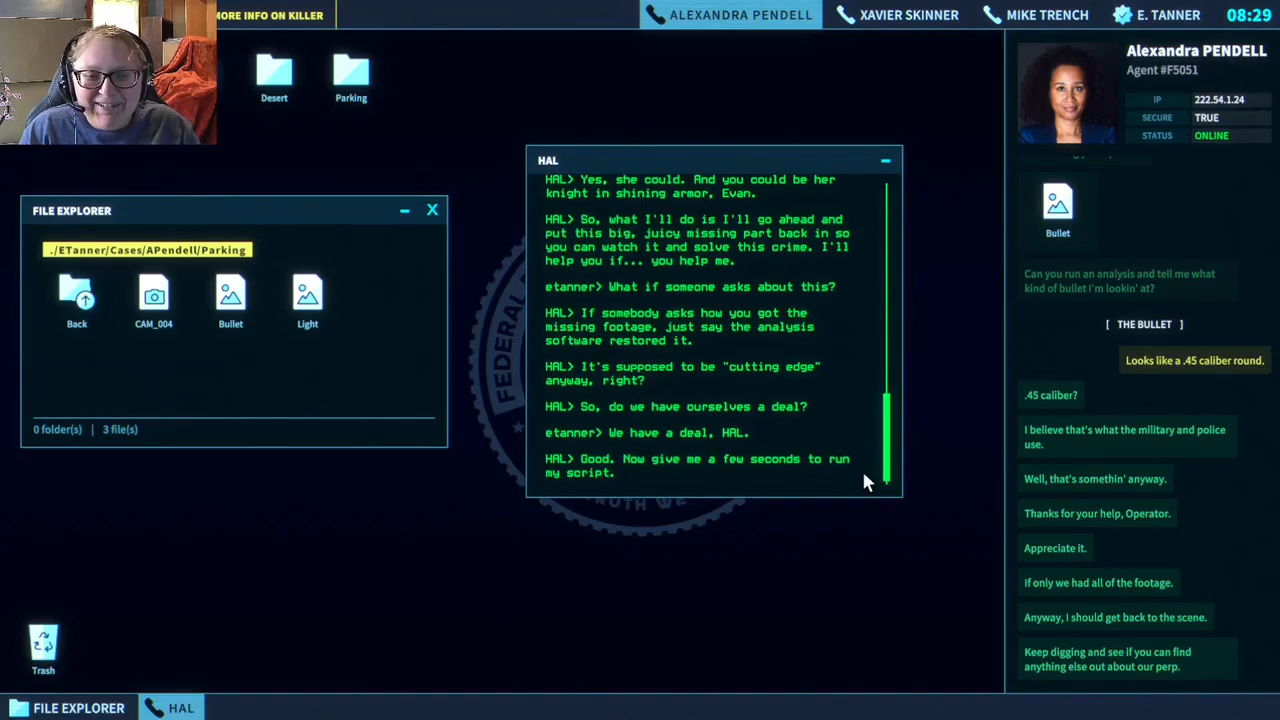 MORE INFO ON KILLER
ALEXANDRA PENDELL
XAVIER SKINNER
MIKE TRENCH
E. TANNER
08:29
Desert
Parking
FILE EXPLORER
./ETanner/Cases/APendell/Parking
Back
CAM_004
Bullet
Light
0 folder(s) | 3 file(s)
HAL
HAL> Yes, she could. And you could be her
knight in shining armor, Evan.
HAL> So, what I'll do is I'll go ahead and
put this big, juicy missing part back in so
you can watch it and solve this crime. I'll
help you if... you help me.
etanner> What if someone asks about this?
HAL> If somebody asks how you got the
missing footage, just say the analysis
software restored it.
HAL> It's supposed to be "cutting edge"
anyway, right?
HAL> So, do we have ourselves a deal?
etanner> We have a deal, HAL.
HAL> Good. Now give me a few seconds to run
my script.
TRUTH WE
Alexandra PENDELL
Agent #F5051
IP 222.54.1.24
SECURE TRUE
STATUS ONLINE
Bullet
Can you run an analysis and tell me what
kind of bullet I'm lookin' at?
[ THE BULLET ]
Looks like a .45 caliber round.
.45 caliber?
I believe that's what the military and police
use.
Well, that's somethin' anyway.
Thanks for your help, Operator.
Appreciate it.
If only we had all of the footage.
Anyway, I should get back to the scene.
Keep digging and see if you can find
anything else out about our perp.
Trash
FILE EXPLORER
HAL